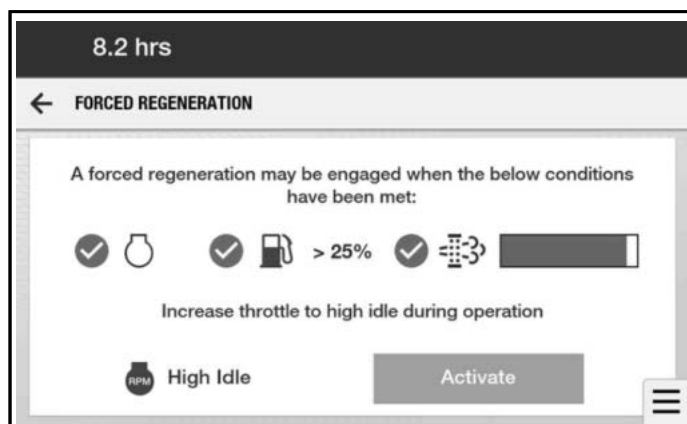 8.2 hrs
FORCED REGENERATION
A forced regeneration may be engaged when the below conditions
have been met:
> 25%
Increase throttle to high idle during operation
RPM High Idle Activate